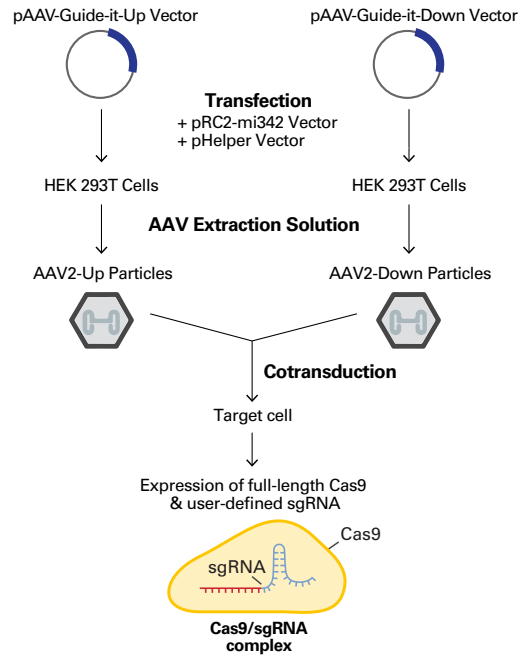 pAAV-Guide-it-Up Vector
pAAV-Guide-it-Down Vector
Transfection
+ pRC2-mi342 Vector
+ pHelper Vector
HEK 293T Cells
HEK 293T Cells
AAV Extraction Solution
AAV2-Up Particles
AAV2-Down Particles
Cotransduction
Target cell
Expression of full-length Cas9
& user-defined sgRNA
Cas9
sgRNA
Cas9/sgRNA
complex